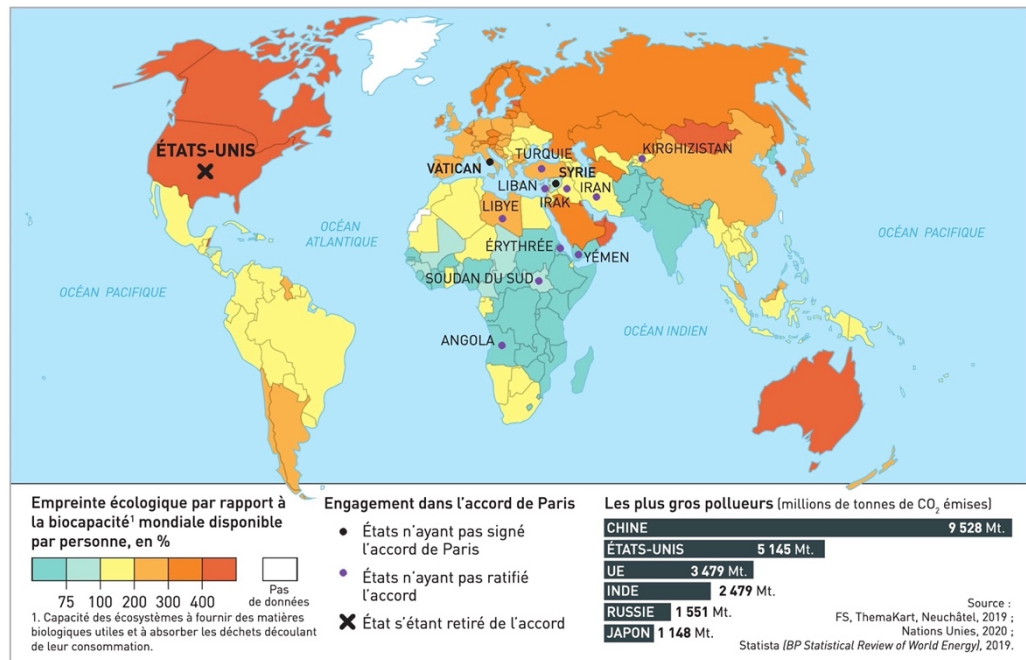 ÉTATS-UNIS
VATICAN
TURQUIE
SYRIE
KIRGHIZISTAN
LIBAN
IRAN
IRAK
LIBYE
OCÉAN
ATLANTIQUE
OCÉAN PACIFIQUE
ÉRYTHRÉE
YÉMEN
SOUDAN DU SUD
OCÉAN PACIFIQUE
OCÉAN INDIEN
ANGOLA
Empreinte écologique par rapport à
la biocapacité¹ mondiale disponible
par personne, en %
75 100 200 300 400
Pas
de données
1. Capacité des écosystèmes à fournir des matières
biologiques utiles et à absorber les déchets découlant
de leur consommation.
Engagement dans l'accord de Paris
États n'ayant pas signé
l'accord de Paris
États n'ayant pas ratifié
l'accord
État s'étant retiré de l'accord
Les plus gros pollueurs (millions de tonnes de CO₂ émises)
CHINE 9 528 Mt.
ÉTATS-UNIS 5 145 Mt.
UE 3 479 Mt.
INDE 2 479 Mt.
RUSSIE 1 551 Mt.
JAPON 1 148 Mt.
Source :
FS, ThemaKart, Neuchâtel, 2019 ;
Nations Unies, 2020 ;
Statista (BP Statistical Review of World Energy), 2019.